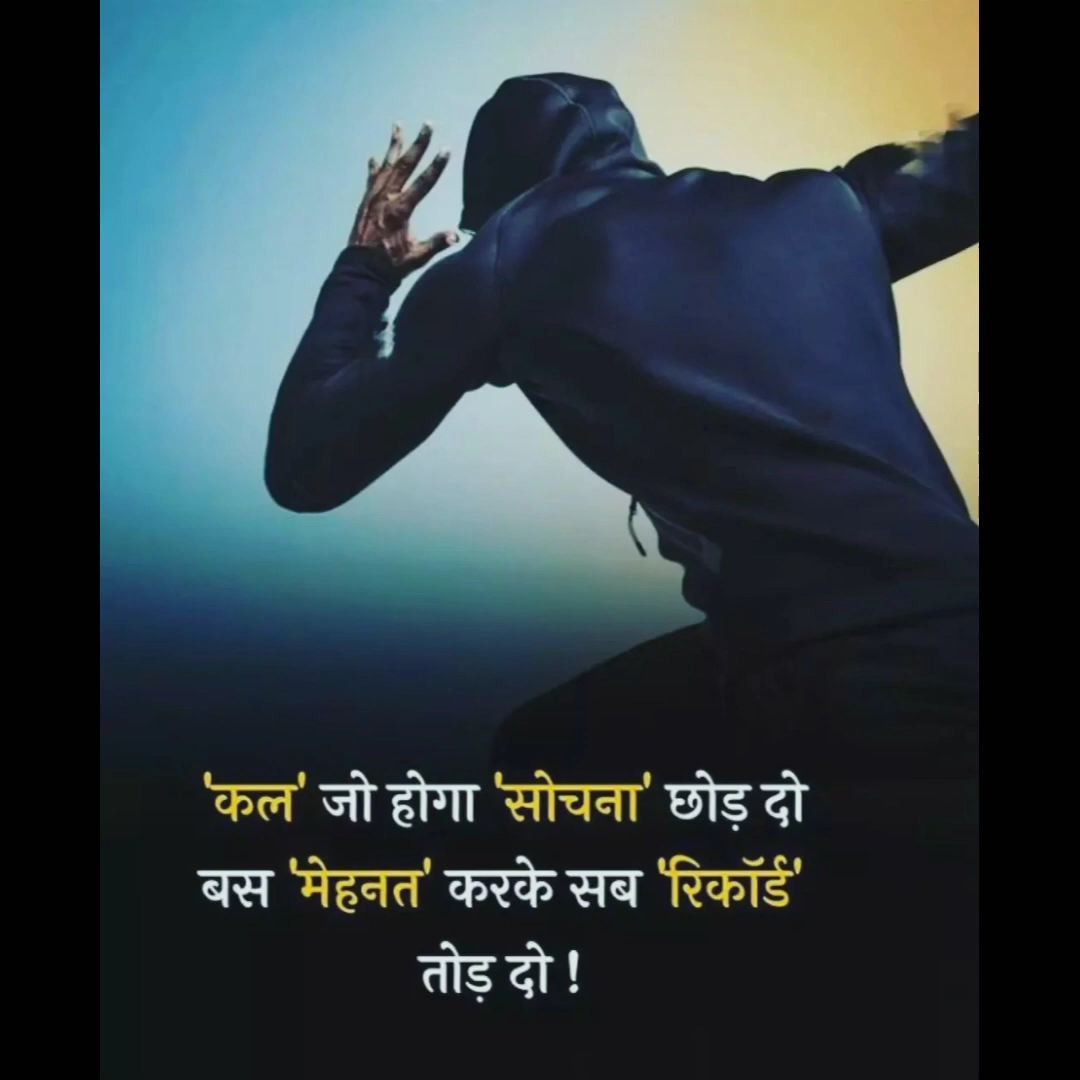 'कल' जो होगा 'सोचना' छोड़ दो
बस 'मेहनत' करके सब 'रिकॉर्ड'
तोड़ दो !